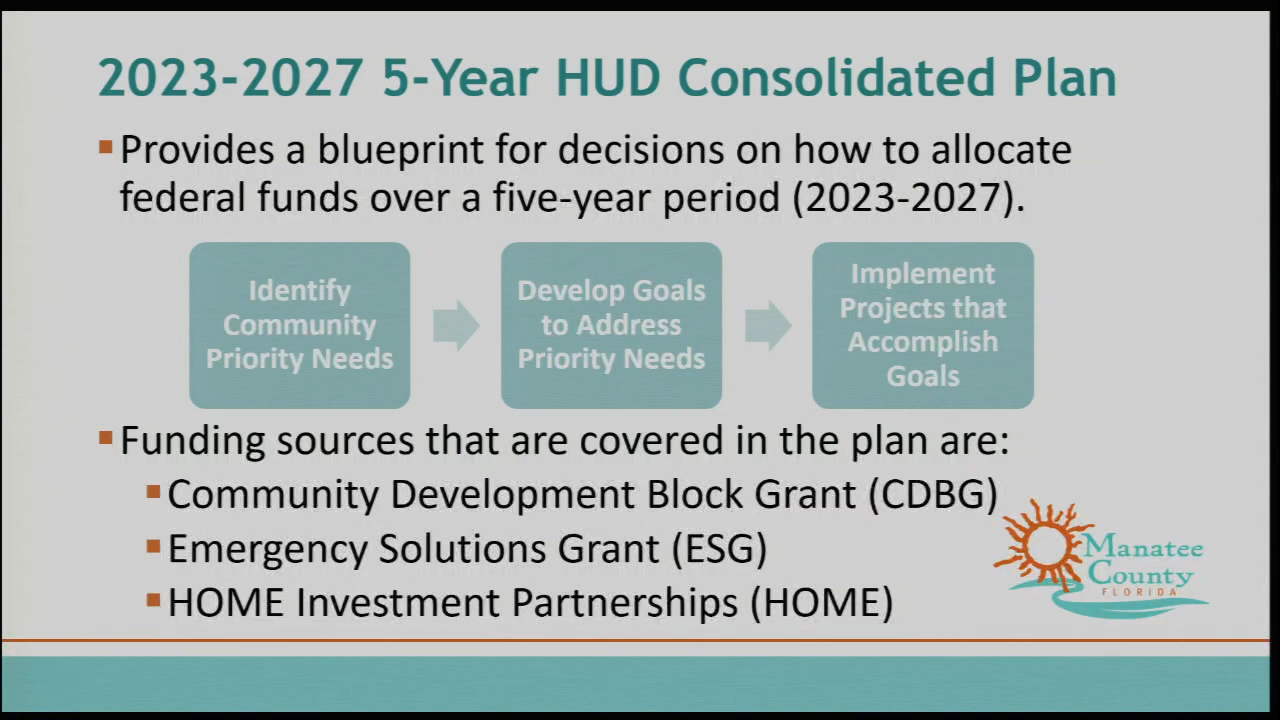 2023-2027 5-Year HUD Consolidated Plan
Provides a blueprint for decisions on how to allocate
federal funds over a five-year period (2023-2027).
Identify
Community
Priority Needs
Develop Goals
to Address
Priority Needs
Implement
Projects that
Accomplish
Goals
Funding sources that are covered in the plan are:
Community Development Block Grant (CDBG)
Emergency Solutions Grant (ESG)
HOME Investment Partnerships (HOME)
Manatee
County
FLORIDA